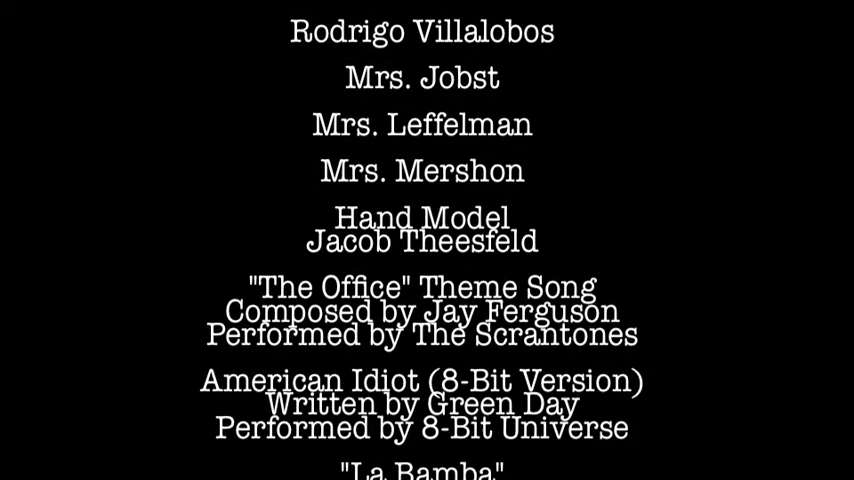 Rodrigo Villalobos
Mrs. Jobst
Mrs. Leffelman
Mrs. Mershon
Hand Model
Jacob Theesfeld
"The Office" Theme Song
Composed by Jay Ferguson
Performed by The Scrantones
American Idiot (8-Bit Version)
Written by Green Day
Performed by 8-Bit Universe
"La Bamba"